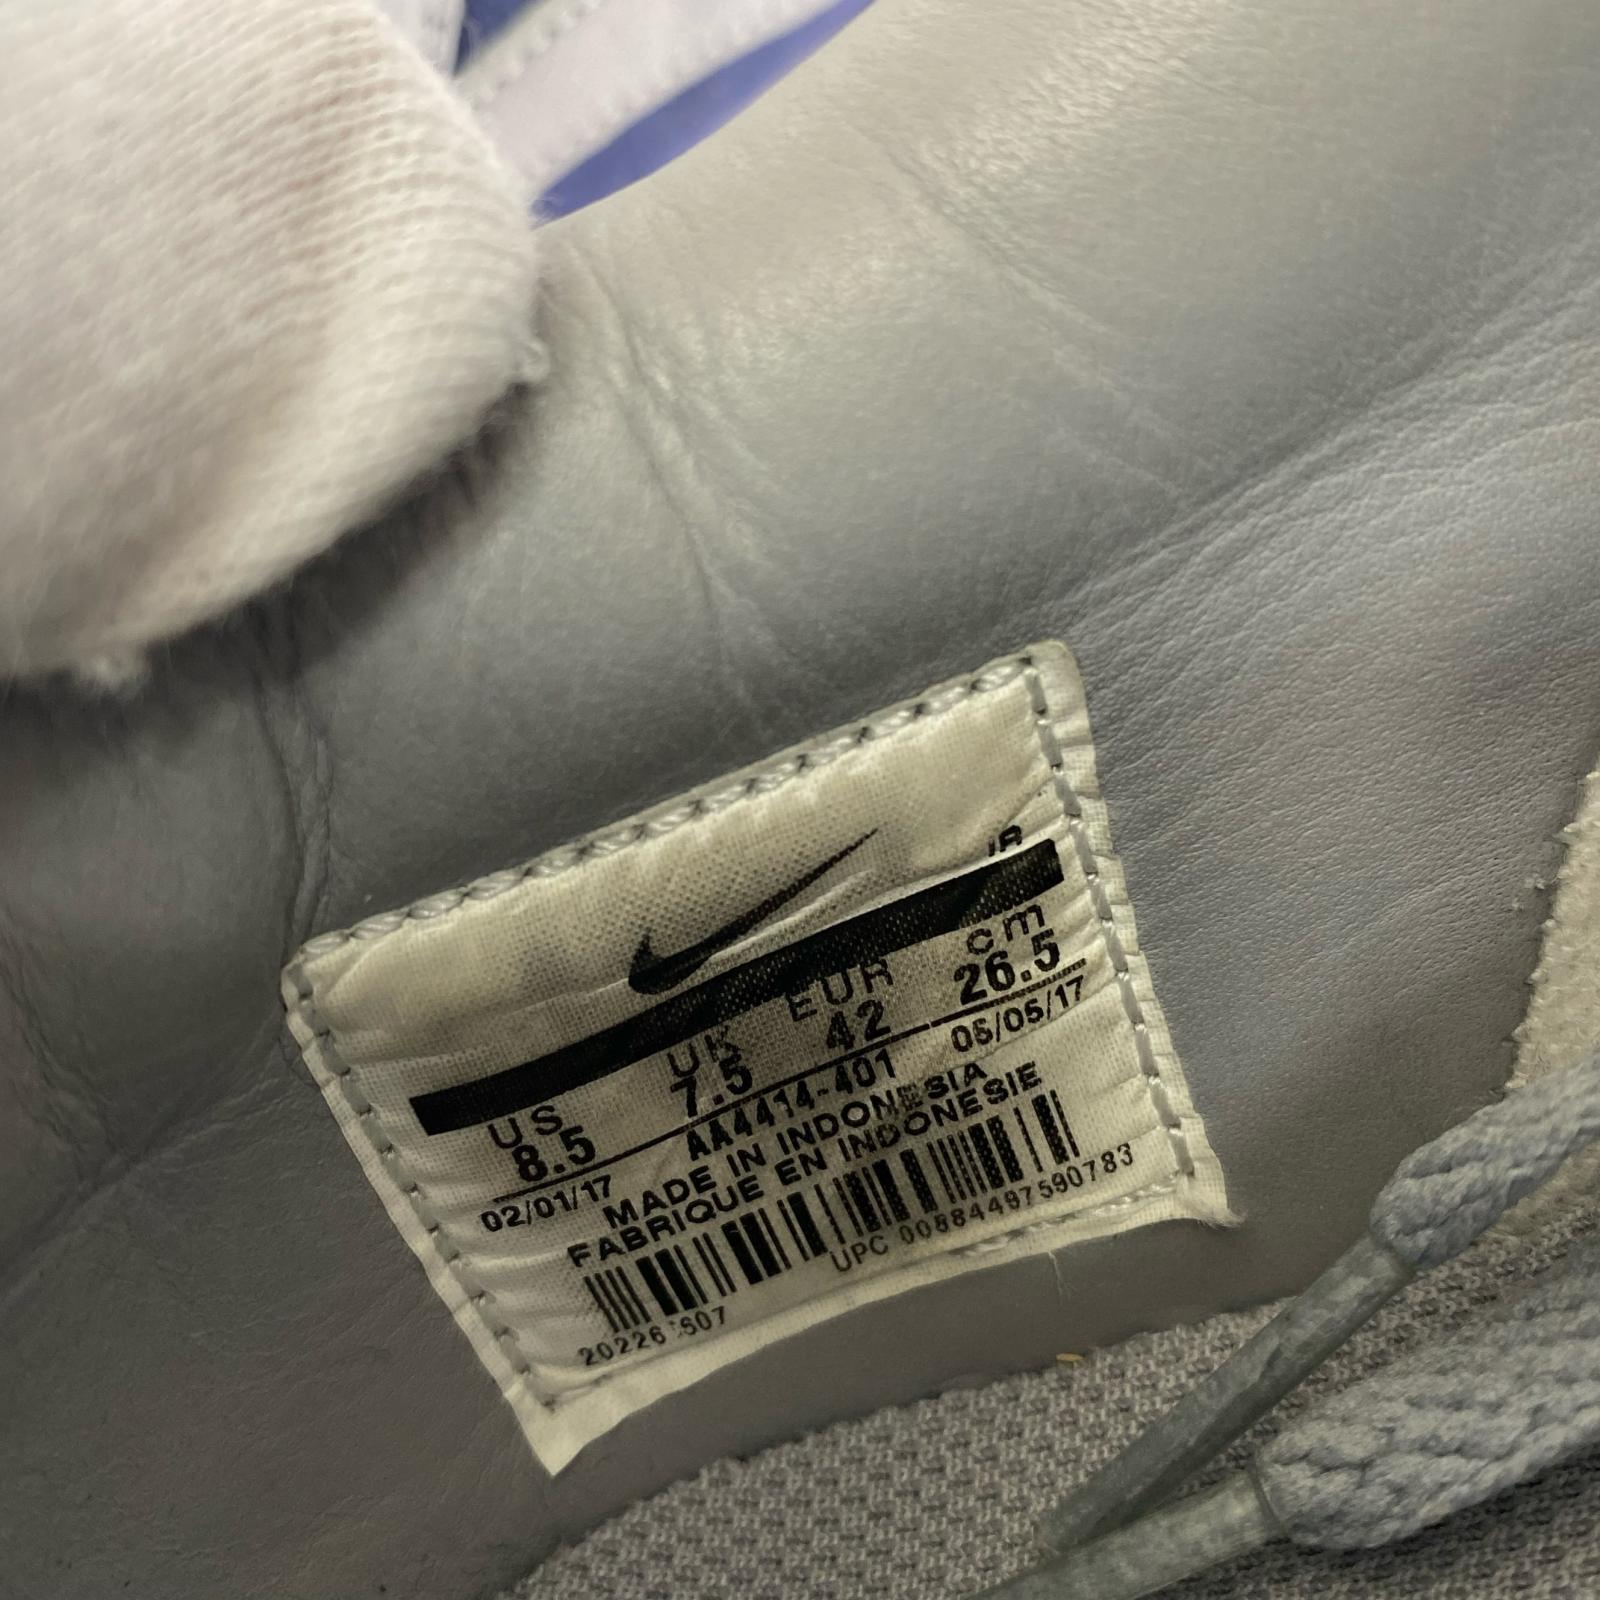 JR
US UK EUR cm
8.5 7.5 42 26.5
02/01/17 AA4414-401 05/05/17
MADE IN INDONESIA
FABRIQUE EN INDONESIE
UPC 00884497590783